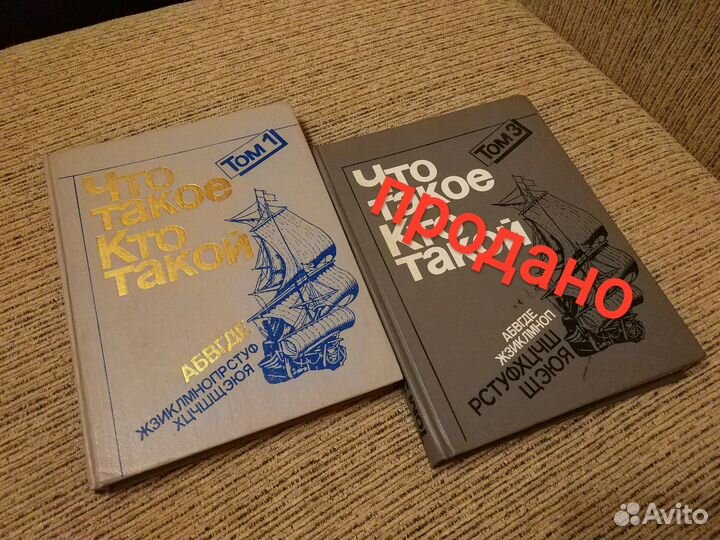 Том 1
Что
такое
Кто
такой
АБВГДЕ
ЖЗИКЛМНОПРСТУФ
ХЦЧШЩЭЮЯ
Том 3
Что
такое
Кто
такой
продано
АБВГДЕ
ЖЗИКЛМНОП
РСТУФХЦЧШ
ЩЭЮЯ
Avito